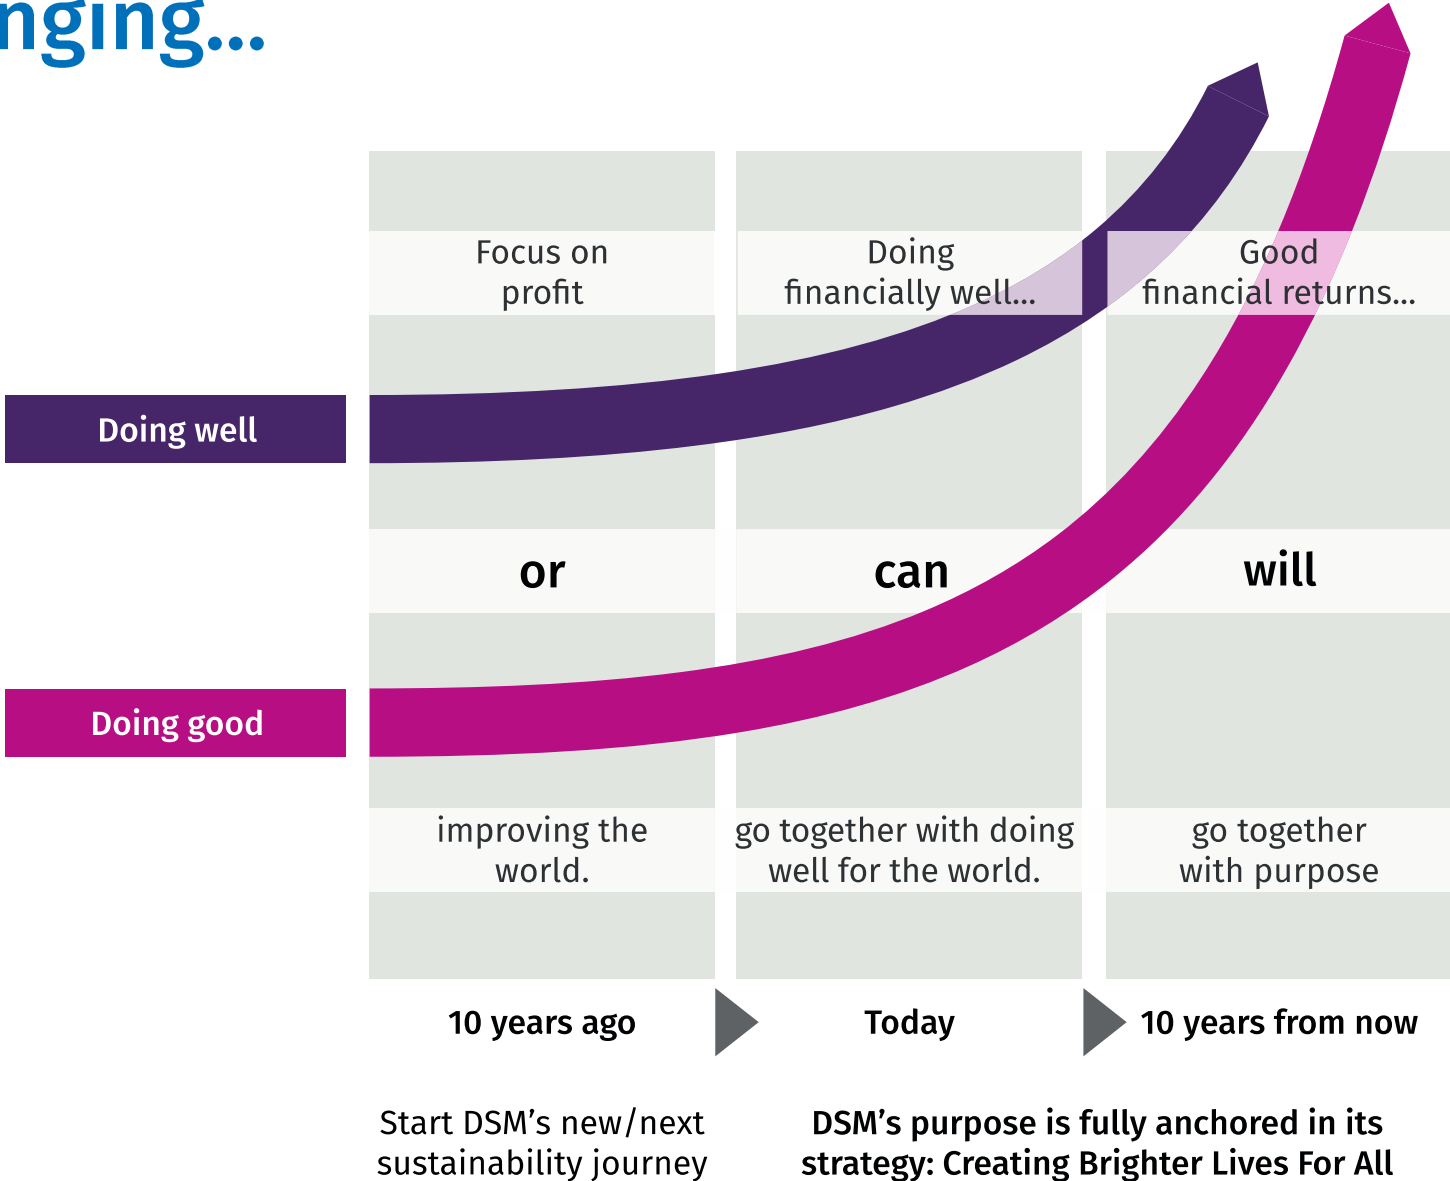 nging...
Focus on
profit
Doing
financially well...
Good
financial returns...
Doing well
or
can
will
Doing good
improving the
world.
go together with doing
well for the world.
go together
with purpose
10 years ago
Today
10 years from now
Start DSM’s new/next
sustainability journey
DSM’s purpose is fully anchored in its
strategy: Creating Brighter Lives For All